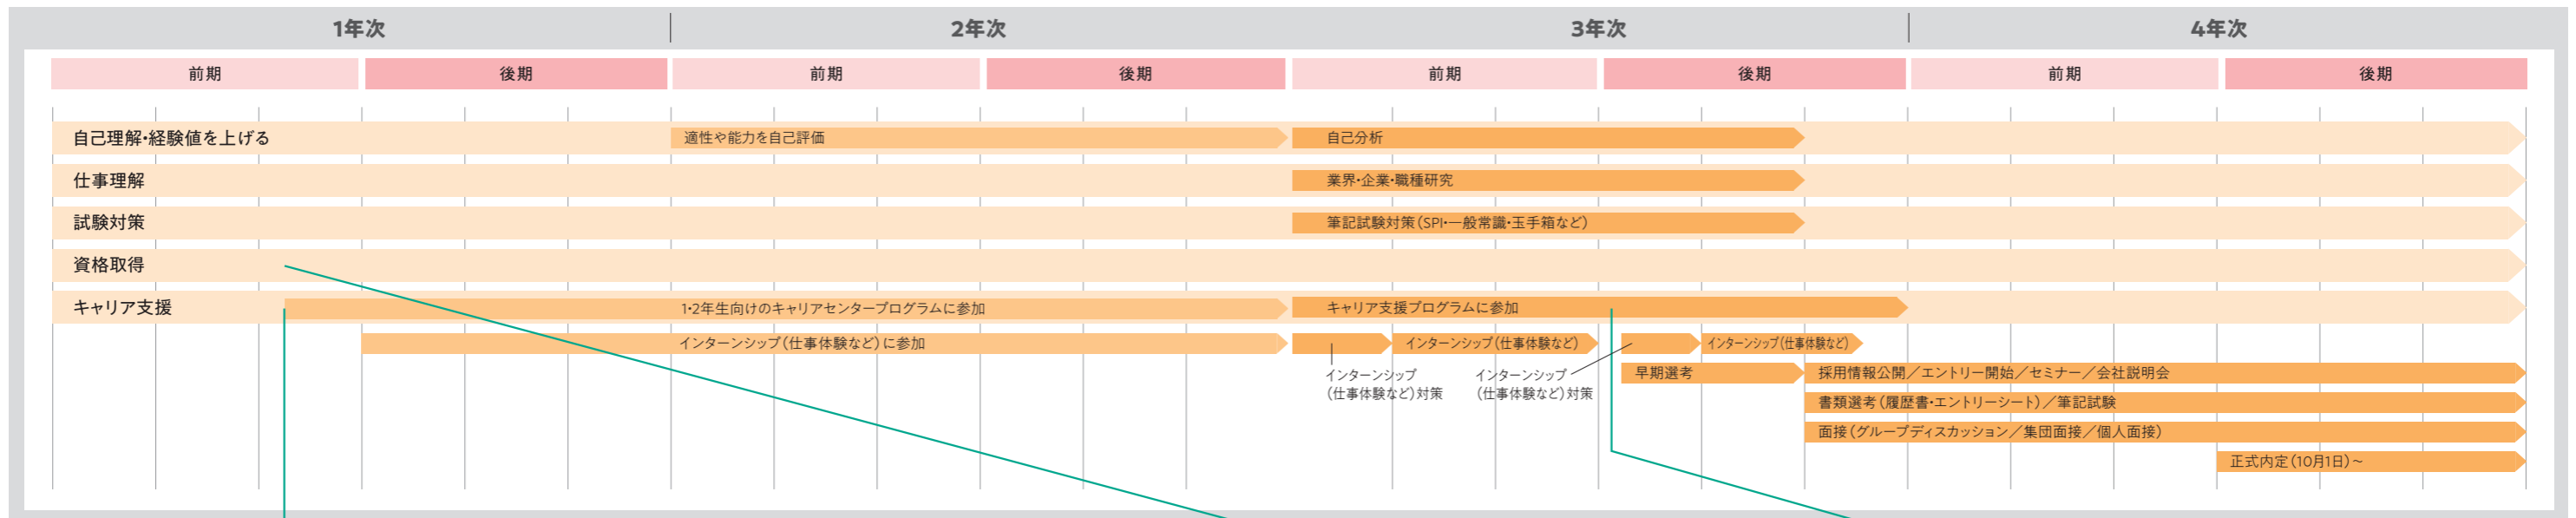 1年次
2年次
3年次
4年次
前期
後期
前期
後期
前期
後期
前期
後期
自己理解・経験値を上げる
適性や能力を自己評価
自己分析
仕事理解
業界・企業・職種研究
試験対策
筆記試験対策(SPI・一般常識・玉手箱など)
資格取得
キャリア支援
1・2年生向けのキャリアセンタープログラムに参加
キャリア支援プログラムに参加
インターンシップ(仕事体験など)に参加
インターンシップ(仕事体験など)
インターンシップ(仕事体験など)
インターンシップ
(仕事体験など)対策
インターンシップ
(仕事体験など)対策
早期選考
採用情報公開／エントリー開始／セミナー／会社説明会
書類選考(履歴書・エントリーシート)／筆記試験
面接(グループディスカッション／集団面接／個人面接)
正式内定(10月1日)～